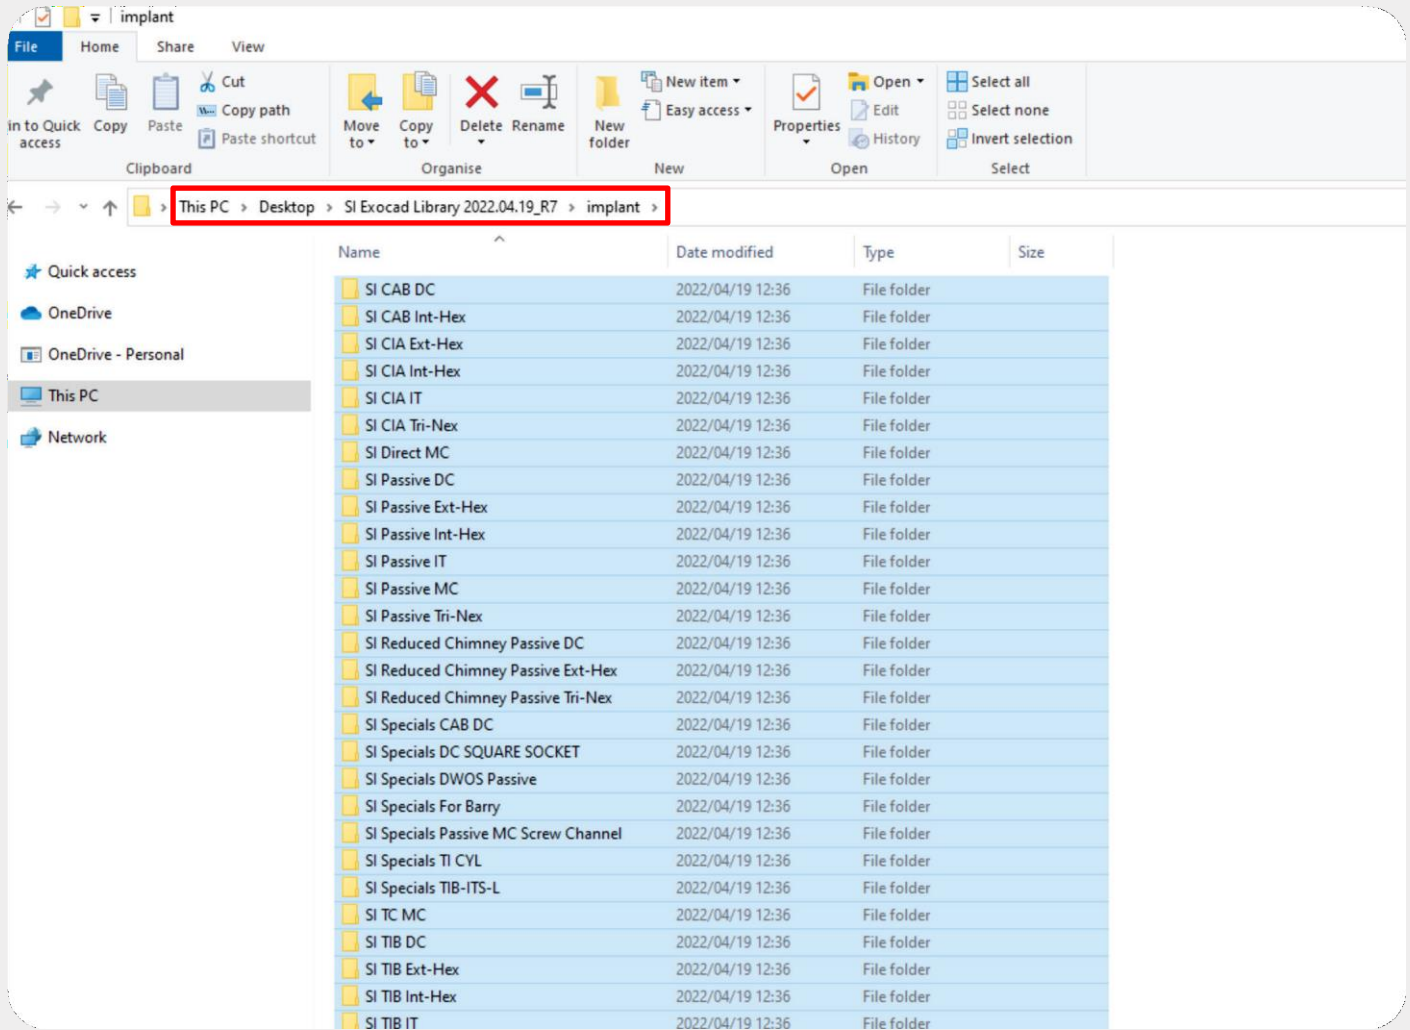 implant
File Home Share View
in to Quick access
Copy
Paste
Cut
Copy path
Paste shortcut
Clipboard
Move to
Copy to
Delete
Rename
Organise
New folder
New item
Easy access
New
Properties
Open
Edit
History
Open
Select all
Select none
Invert selection
Select
This PC > Desktop > SI Exocad Library 2022.04.19_R7 > implant >
Quick access
OneDrive
OneDrive - Personal
This PC
Network
Name Date modified Type Size
SI CAB DC 2022/04/19 12:36 File folder
SI CAB Int-Hex 2022/04/19 12:36 File folder
SI CIA Ext-Hex 2022/04/19 12:36 File folder
SI CIA Int-Hex 2022/04/19 12:36 File folder
SI CIA IT 2022/04/19 12:36 File folder
SI CIA Tri-Nex 2022/04/19 12:36 File folder
SI Direct MC 2022/04/19 12:36 File folder
SI Passive DC 2022/04/19 12:36 File folder
SI Passive Ext-Hex 2022/04/19 12:36 File folder
SI Passive Int-Hex 2022/04/19 12:36 File folder
SI Passive IT 2022/04/19 12:36 File folder
SI Passive MC 2022/04/19 12:36 File folder
SI Passive Tri-Nex 2022/04/19 12:36 File folder
SI Reduced Chimney Passive DC 2022/04/19 12:36 File folder
SI Reduced Chimney Passive Ext-Hex 2022/04/19 12:36 File folder
SI Reduced Chimney Passive Tri-Nex 2022/04/19 12:36 File folder
SI Specials CAB DC 2022/04/19 12:36 File folder
SI Specials DC SQUARE SOCKET 2022/04/19 12:36 File folder
SI Specials DWOS Passive 2022/04/19 12:36 File folder
SI Specials For Barry 2022/04/19 12:36 File folder
SI Specials Passive MC Screw Channel 2022/04/19 12:36 File folder
SI Specials TI CYL 2022/04/19 12:36 File folder
SI Specials TIB-ITS-L 2022/04/19 12:36 File folder
SI TC MC 2022/04/19 12:36 File folder
SI TIB DC 2022/04/19 12:36 File folder
SI TIB Ext-Hex 2022/04/19 12:36 File folder
SI TIB Int-Hex 2022/04/19 12:36 File folder
SI TIB IT 2022/04/19 12:36 File folder